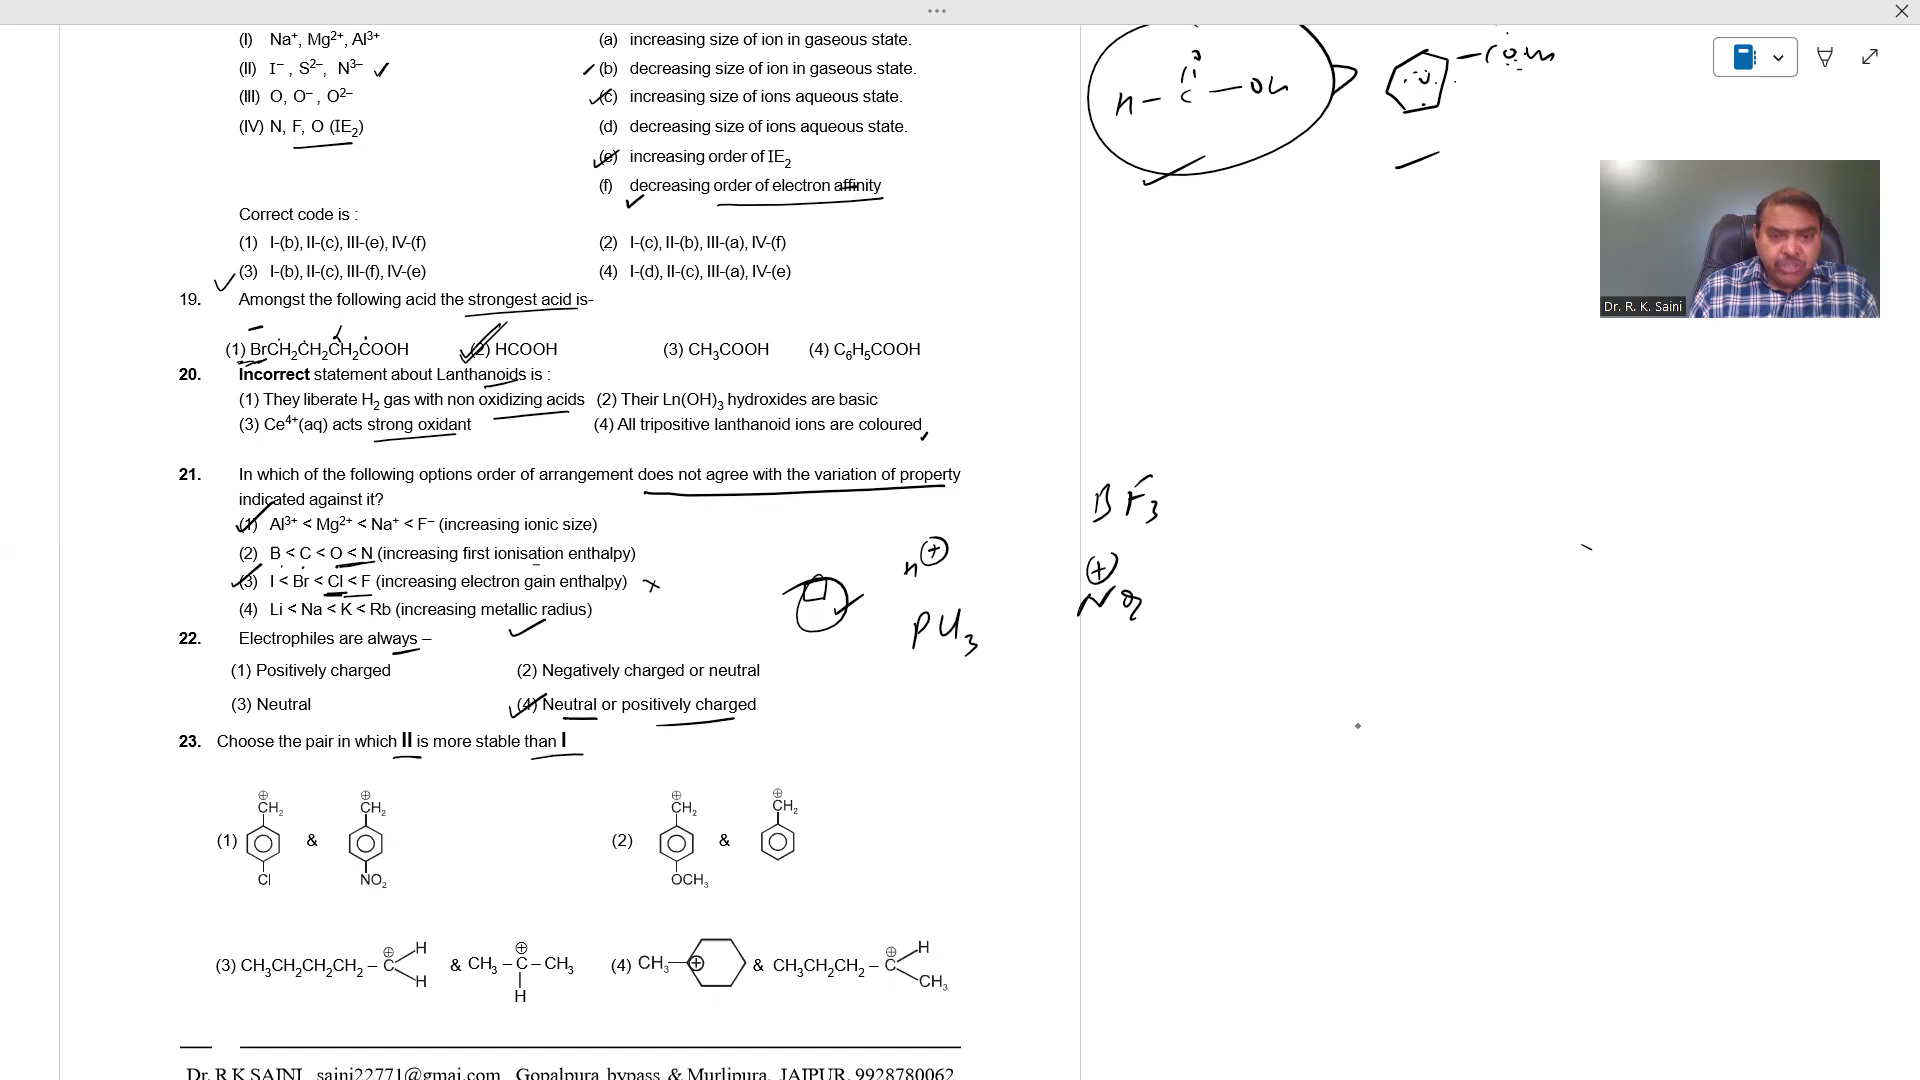 (I) Na⁺, Mg²⁺, Al³⁺ (a) increasing size of ion in gaseous state.
(II) I⁻ , S²⁻, N³⁻ (b) decreasing size of ion in gaseous state.
(III) O, O⁻ , O²⁻ (c) increasing size of ions aqueous state.
(IV) N, F, O (IE₂) (d) decreasing size of ions aqueous state.
(e) increasing order of IE₂
(f) decreasing order of electron affinity
Correct code is :
(1) I-(b), II-(c), III-(e), IV-(f) (2) I-(c), II-(b), III-(a), IV-(f)
(3) I-(b), II-(c), III-(f), IV-(e) (4) I-(d), II-(c), III-(a), IV-(e)
19. Amongst the following acid the strongest acid is-
(1) BrCH₂CH₂CH₂COOH (2) HCOOH (3) CH₃COOH (4) C₆H₅COOH
20. Incorrect statement about Lanthanoids is :
(1) They liberate H₂ gas with non oxidizing acids (2) Their Ln(OH)₃ hydroxides are basic
(3) Ce⁴⁺(aq) acts strong oxidant (4) All tripositive lanthanoid ions are coloured
21. In which of the following options order of arrangement does not agree with the variation of property
indicated against it?
(1) Al³⁺ < Mg²⁺ < Na⁺ < F⁻ (increasing ionic size)
(2) B < C < O < N (increasing first ionisation enthalpy)
(3) I < Br < Cl < F (increasing electron gain enthalpy)
(4) Li < Na < K < Rb (increasing metallic radius)
22. Electrophiles are always –
(1) Positively charged (2) Negatively charged or neutral
(3) Neutral (4) Neutral or positively charged
23. Choose the pair in which II is more stable than I
⊕ ⊕ ⊕ ⊕
CH₂ CH₂ CH₂ CH₂
(1) & (2) &
Cl NO₂ OCH₃
⊕ H ⊕ ⊕ H
(3) CH₃CH₂CH₂CH₂ – C & CH₃ – C – CH₃ (4) CH₃ ⊕ & CH₃CH₂CH₂ – C
H H CH₃
Dr. R K SAINI
Gopalpura bypass & Murlipura, JAIPUR. 9928780062
O
H – C – OH
BF₃
⊕
NO₂
H⊕
Dr. R. K. Saini